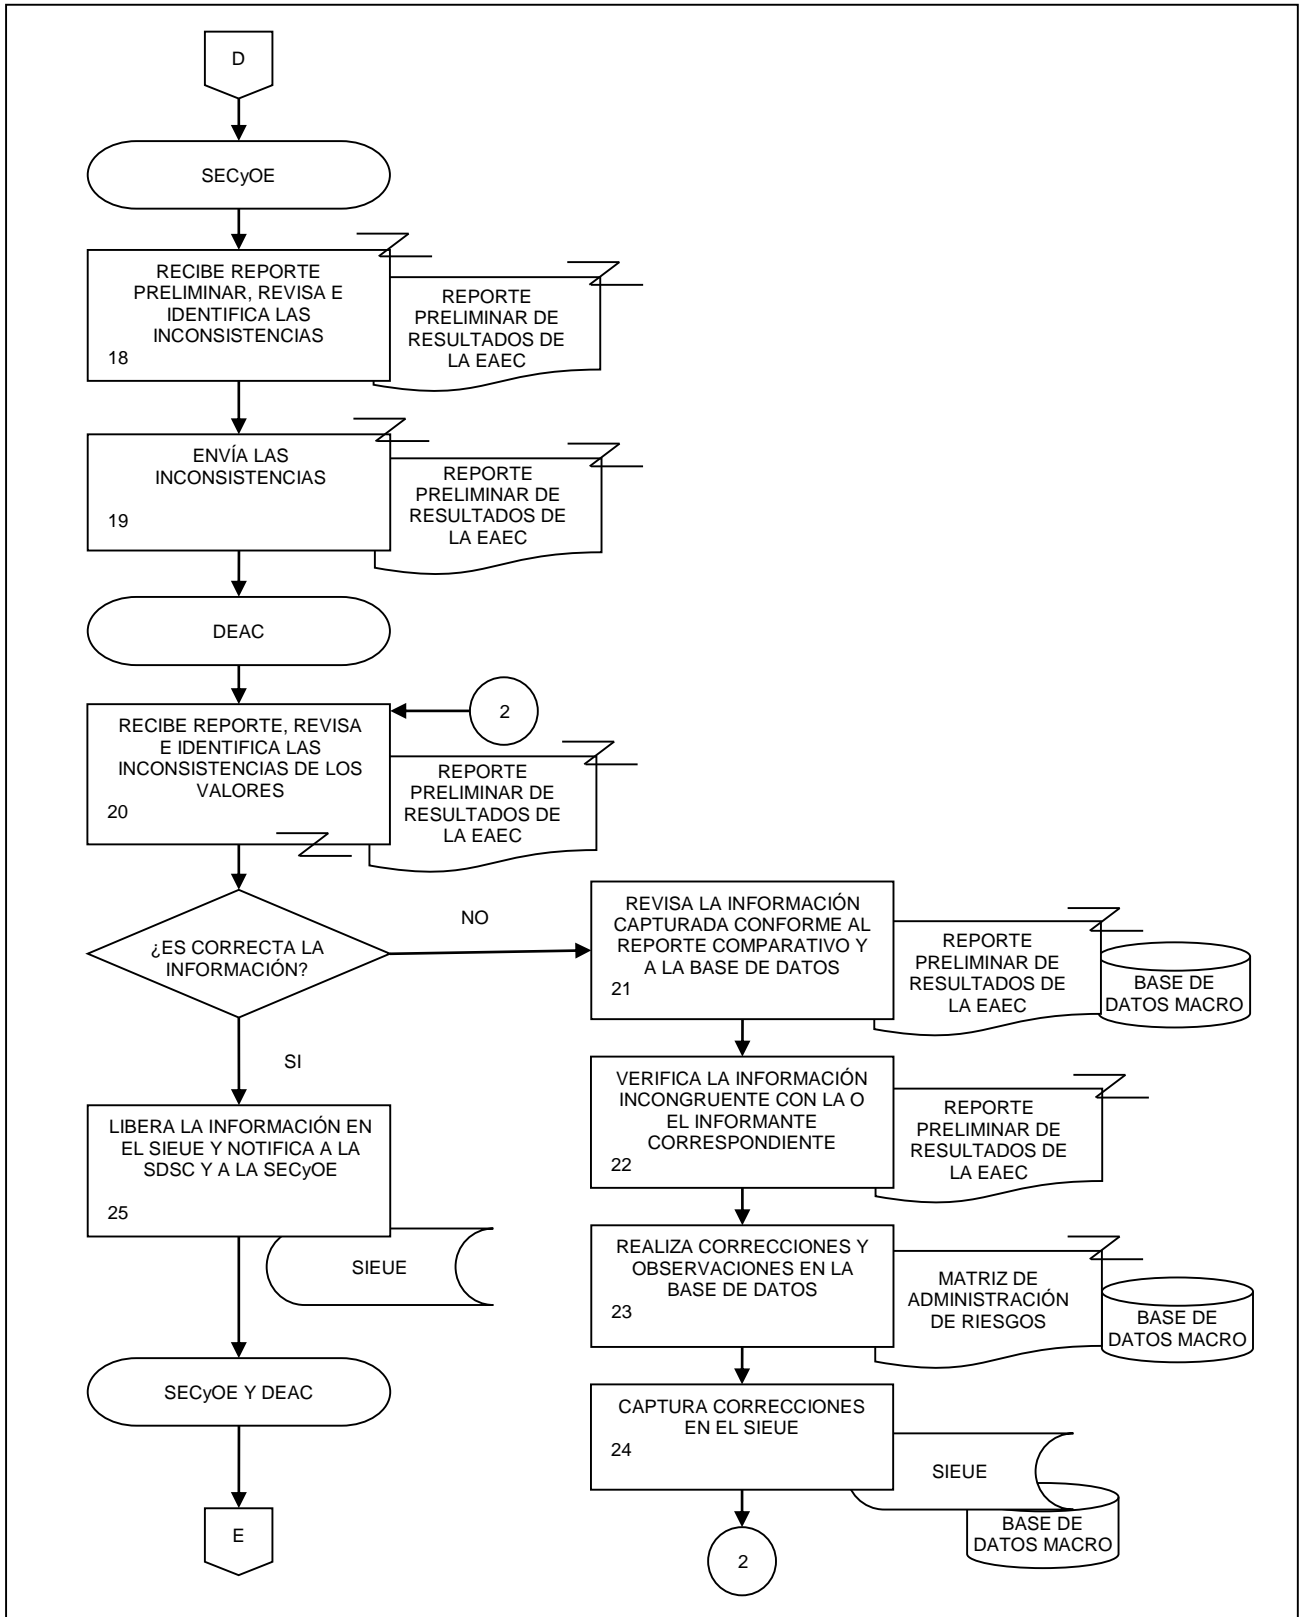 D
SECyOE
RECIBE REPORTE
PRELIMINAR, REVISA E
IDENTIFICA LAS
INCONSISTENCIAS
18
REPORTE
PRELIMINAR DE
RESULTADOS DE
LA EAEC
ENVÍA LAS
INCONSISTENCIAS
19
REPORTE
PRELIMINAR DE
RESULTADOS DE
LA EAEC
DEAC
2
RECIBE REPORTE, REVISA
E IDENTIFICA LAS
INCONSISTENCIAS DE LOS
VALORES
20
REPORTE
PRELIMINAR DE
RESULTADOS DE
LA EAEC
¿ES CORRECTA LA
INFORMACIÓN?
NO
REVISA LA INFORMACIÓN
CAPTURADA CONFORME AL
REPORTE COMPARATIVO Y
A LA BASE DE DATOS
21
REPORTE
PRELIMINAR DE
RESULTADOS DE
LA EAEC
BASE DE
DATOS MACRO
SI
VERIFICA LA INFORMACIÓN
INCONGRUENTE CON LA O
EL INFORMANTE
CORRESPONDIENTE
22
REPORTE
PRELIMINAR DE
RESULTADOS DE
LA EAEC
LIBERA LA INFORMACIÓN EN
EL SIEUE Y NOTIFICA A LA
SDSC Y A LA SECyOE
25
SIEUE
REALIZA CORRECCIONES Y
OBSERVACIONES EN LA
BASE DE DATOS
23
MATRIZ DE
ADMINISTRACIÓN
DE RIESGOS
BASE DE
DATOS MACRO
SECyOE Y DEAC
CAPTURA CORRECCIONES
EN EL SIEUE
24
SIEUE
BASE DE
DATOS MACRO
E
2